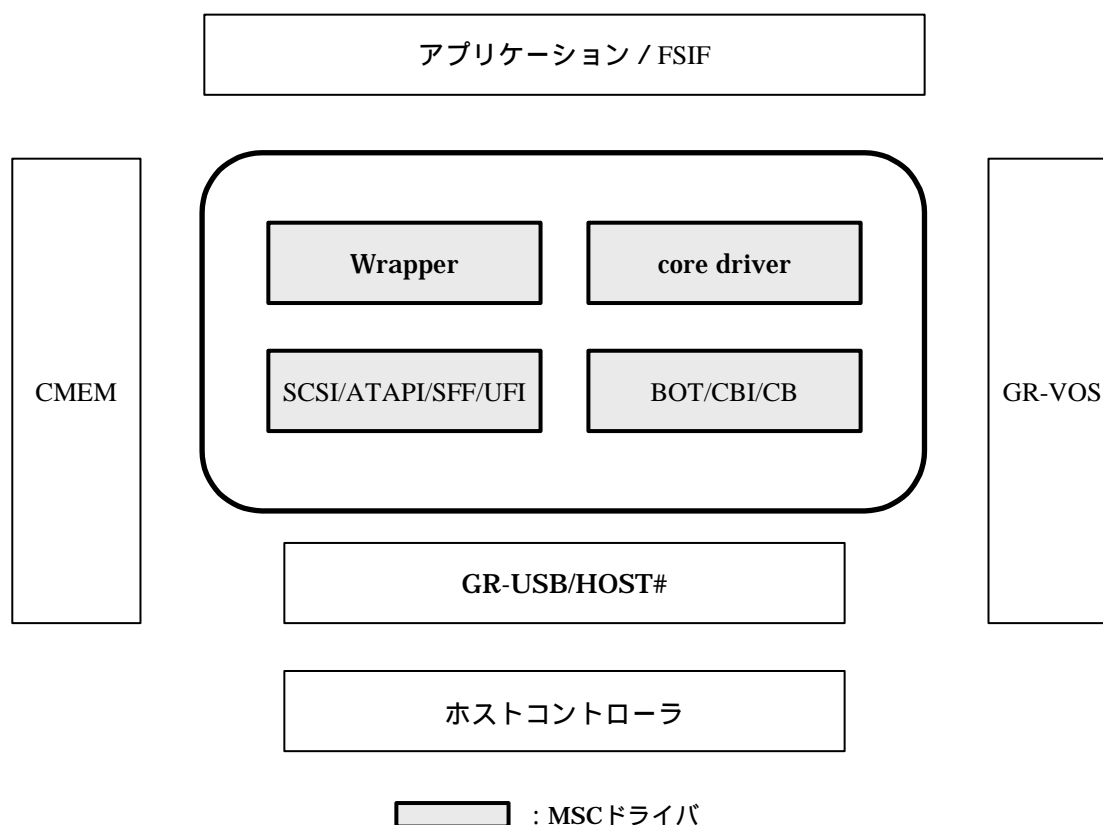 アプリケーション / FSIF
Wrapper
core driver
CMEM
SCSI/ATAPI/SFF/UFI
BOT/CBI/CB
GR-VOS
GR-USB/HOST#
ホストコントローラ
: MSCドライバ